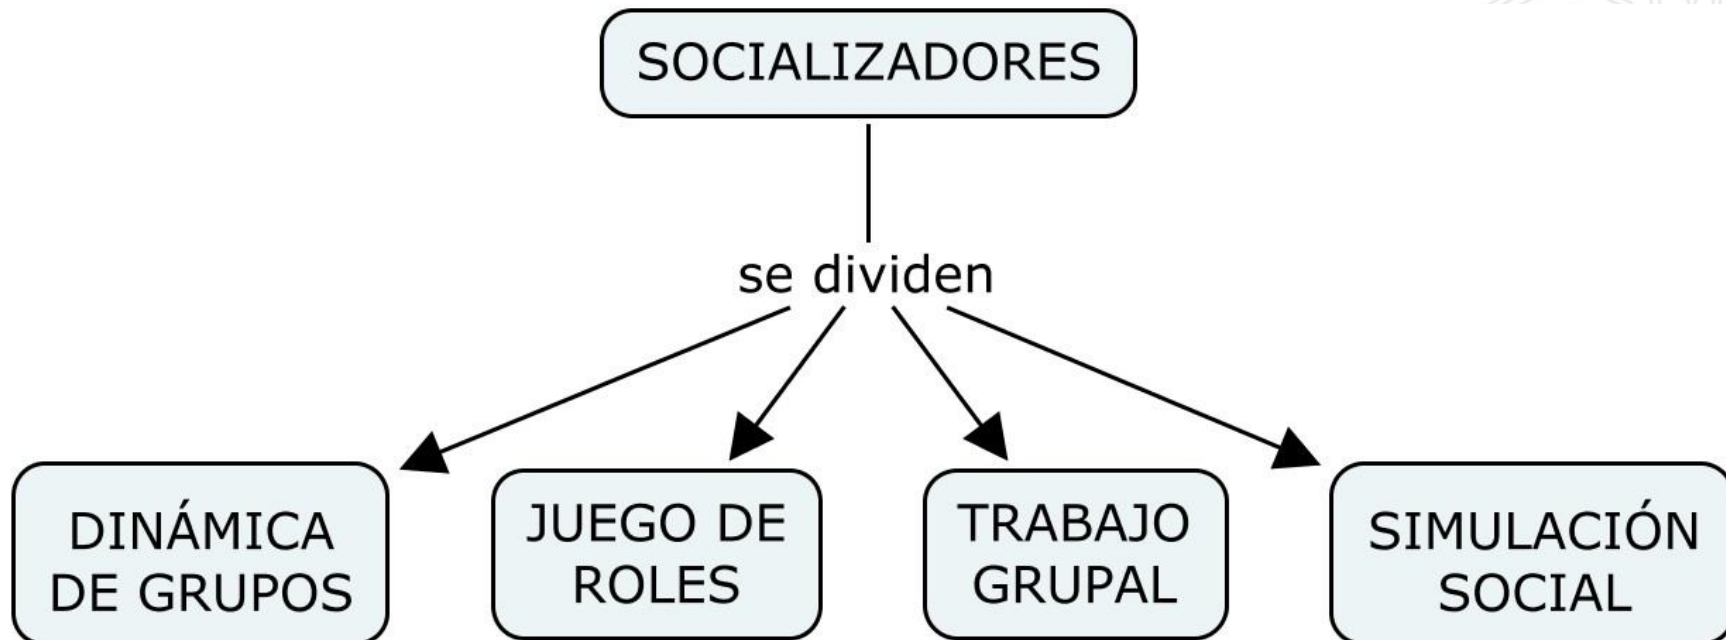 SOCIALIZADORES
se dividen
DINÁMICA
DE GRUPOS
JUEGO DE
ROLES
TRABAJO
GRUPAL
SIMULACIÓN
SOCIAL